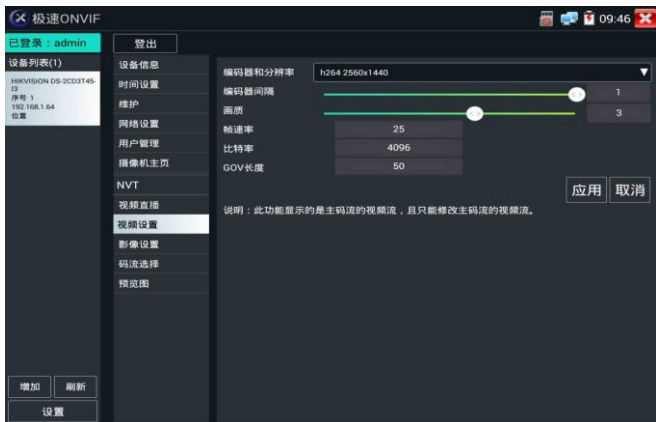 极速ONVIF
09:46
已登录：admin
登出
设备列表(1)
HIKVISION DS-2CD3T45-
I3
序号 1
192.168.1.64
位置
设备信息
时间设置
维护
网络设置
用户管理
摄像机主页
NVT
视频直播
视频设置
影像设置
码流选择
预览图
编码器和分辨率 h264 2560x1440
编码器间隔 1
画质 3
帧速率 25
比特率 4096
GOV长度 50
应用 取消
说明：此功能显示的是主码流的视频流，且只能修改主码流的视频流。
增加 刷新
设置